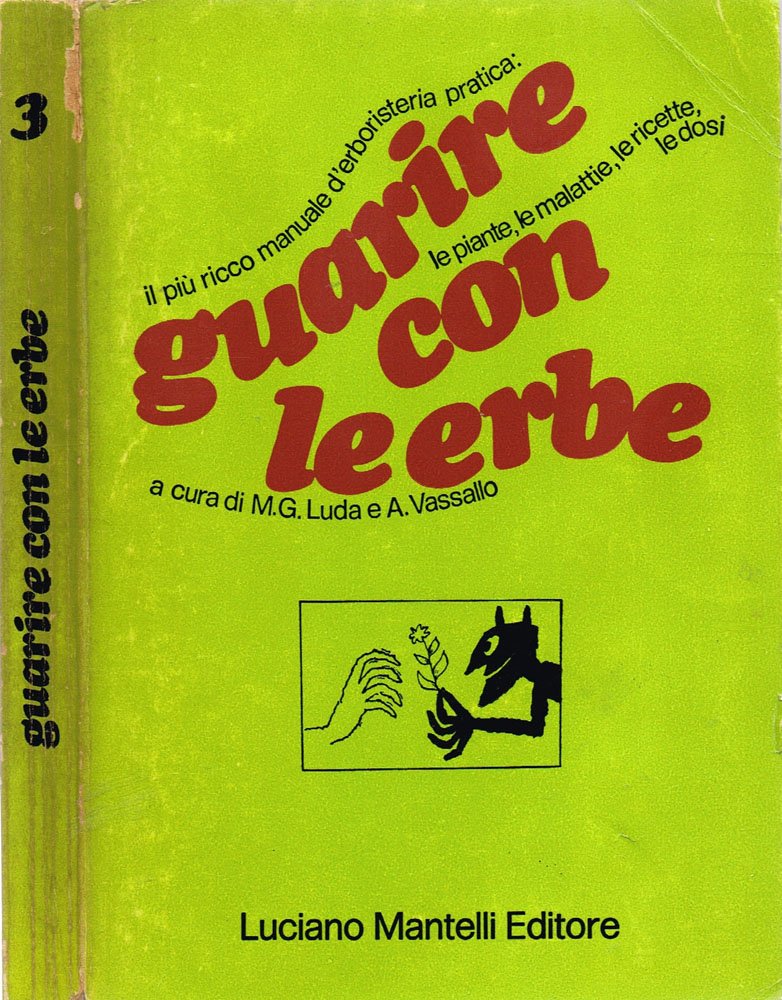 3
guarire con le erbe
il più ricco manuale d'erboristeria pratica:
guarire
le piante, le malattie, le ricette,
le dosi
con
le erbe
a cura di M.G. Luda e A. Vassallo
Luciano Mantelli Editore